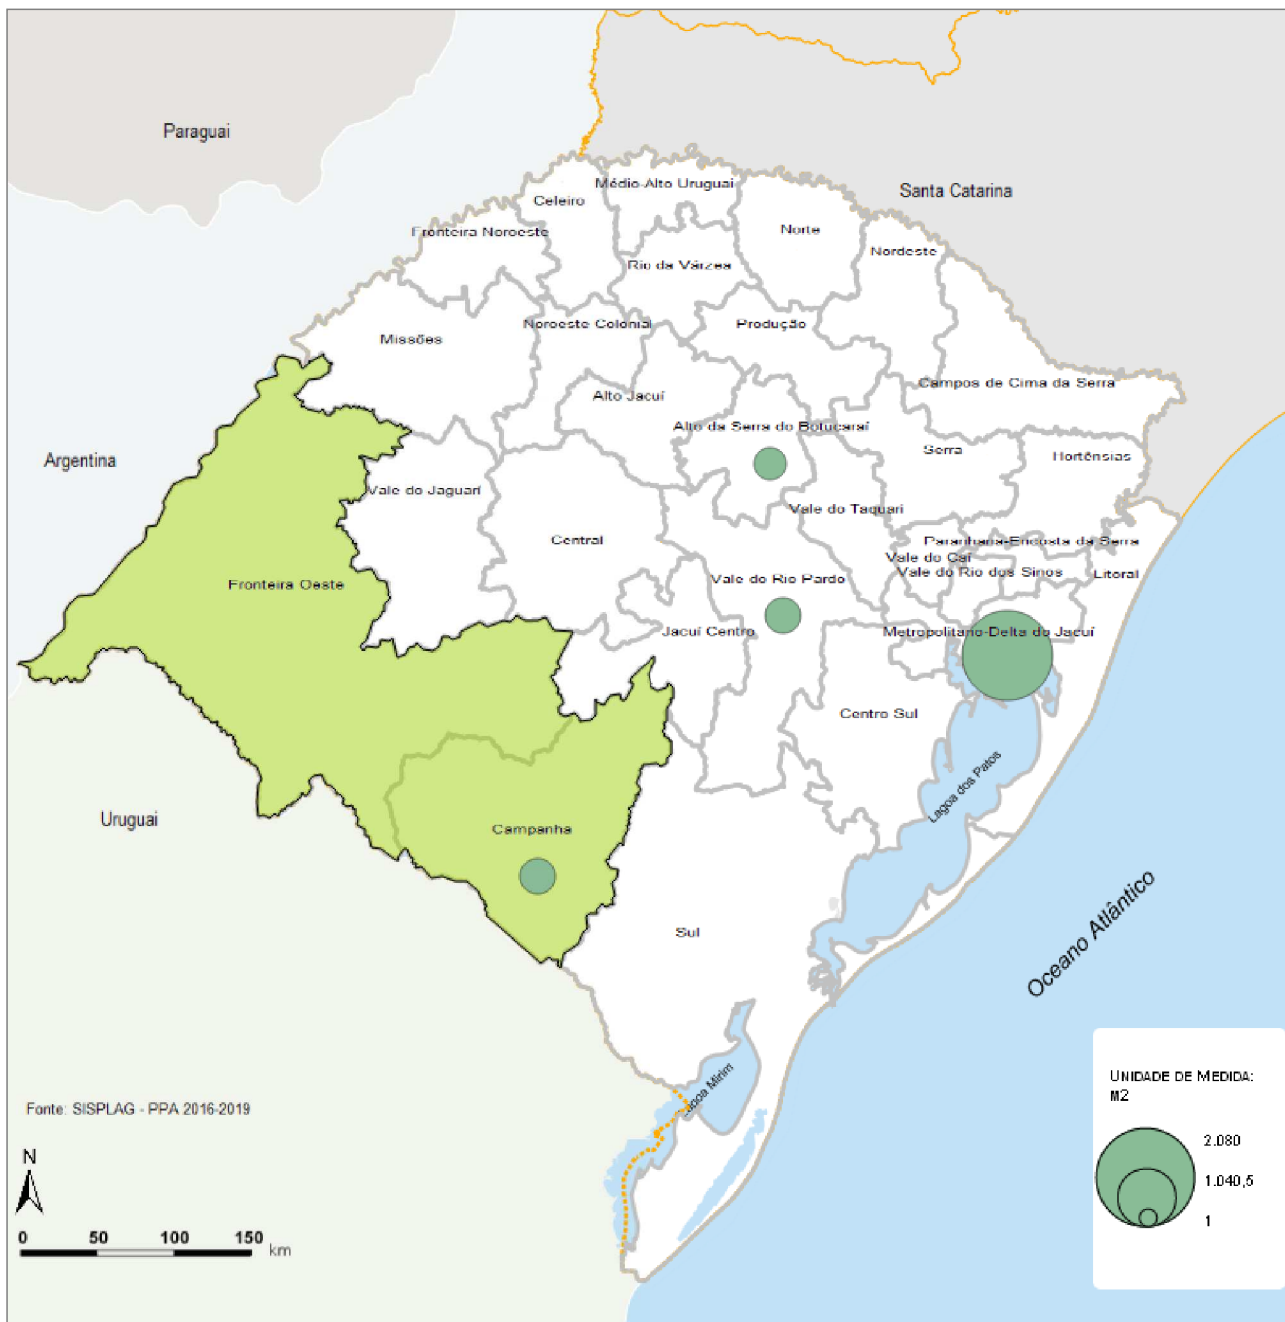 Paraguai
Santa Catarina
Médio-Alto Uruguai
Celeiro
Norte
Fronteira Noroeste
Nordeste
Rio da Várzea
Noroeste Colonial
Produção
Missões
Campos de Cima da Serra
Alto Jacuí
Alto da Serra do Botucaraí
Serra
Hortênsias
Argentina
Vale do Jaguarí
Vale do Taquari
Central
Paranhana-Encosta da Serra
Vale do Caí
Vale do Rio dos Sinos
Litoral
Vale do Rio Pardo
Fronteira Oeste
Jacuí Centro
Metropolitano-Delta do Jacuí
Centro Sul
Lagoa dos Patos
Uruguai
Campanha
Oceano Atlântico
Sul
Lagoa Mirim
Fonte: SISPLAG - PPA 2016-2019
N
0 50 100 150
km
UNIDADE DE MEDIDA:
M2
2.080
1.040,5
1